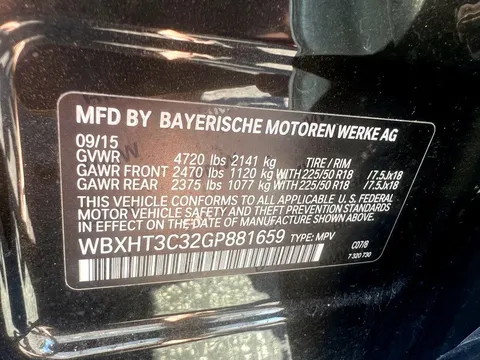 MFD BY BAYERISCHE MOTOREN WERKE AG
09/15
GVWR 4720 lbs 2141 kg TIRE / RIM
GAWR FRONT 2470 lbs 1120 kg WITH 225/50 R18 /7.5Jx18
GAWR REAR 2375 lbs 1077 kg WITH 225/50 R18 /7.5Jx18
THIS VEHICLE CONFORMS TO ALL APPLICABLE U.S. FEDERAL
MOTOR VEHICLE SAFETY AND THEFT PREVENTION STANDARDS
IN EFFECT ON THE DATE OF MANUFACTURE SHOWN ABOVE.
WBXHT3C32GP881659 TYPE: MPV
C07/8
7 320 730